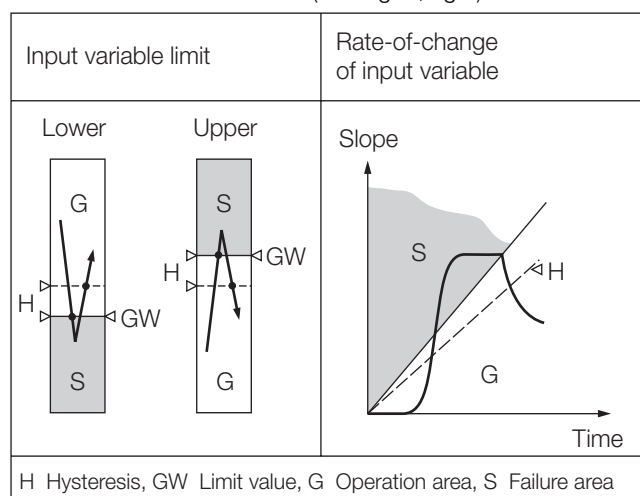 Input variable limit
Rate-of-change
of input variable
Lower
Upper
Slope
G
S
S
H
GW
H
GW
H
S
G
G
Time
H Hysteresis, GW Limit value, G Operation area, S Failure area